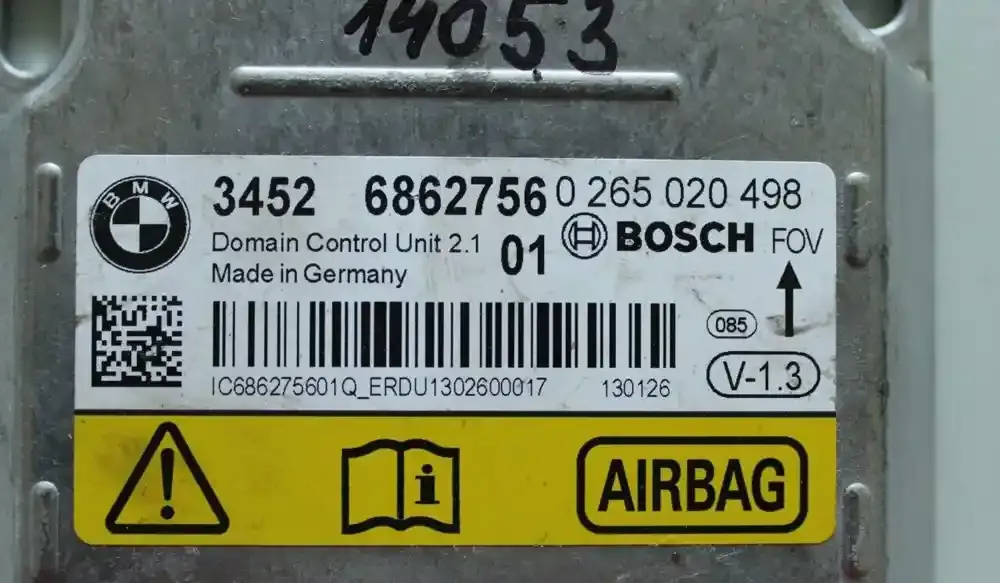 14053
BMW
3452 6862756 0 265 020 498
Domain Control Unit 2.1 01 BOSCH FOV
Made in Germany
085
IC686275601Q_ERDU1302600017 130126 V-1.3
i AIRBAG